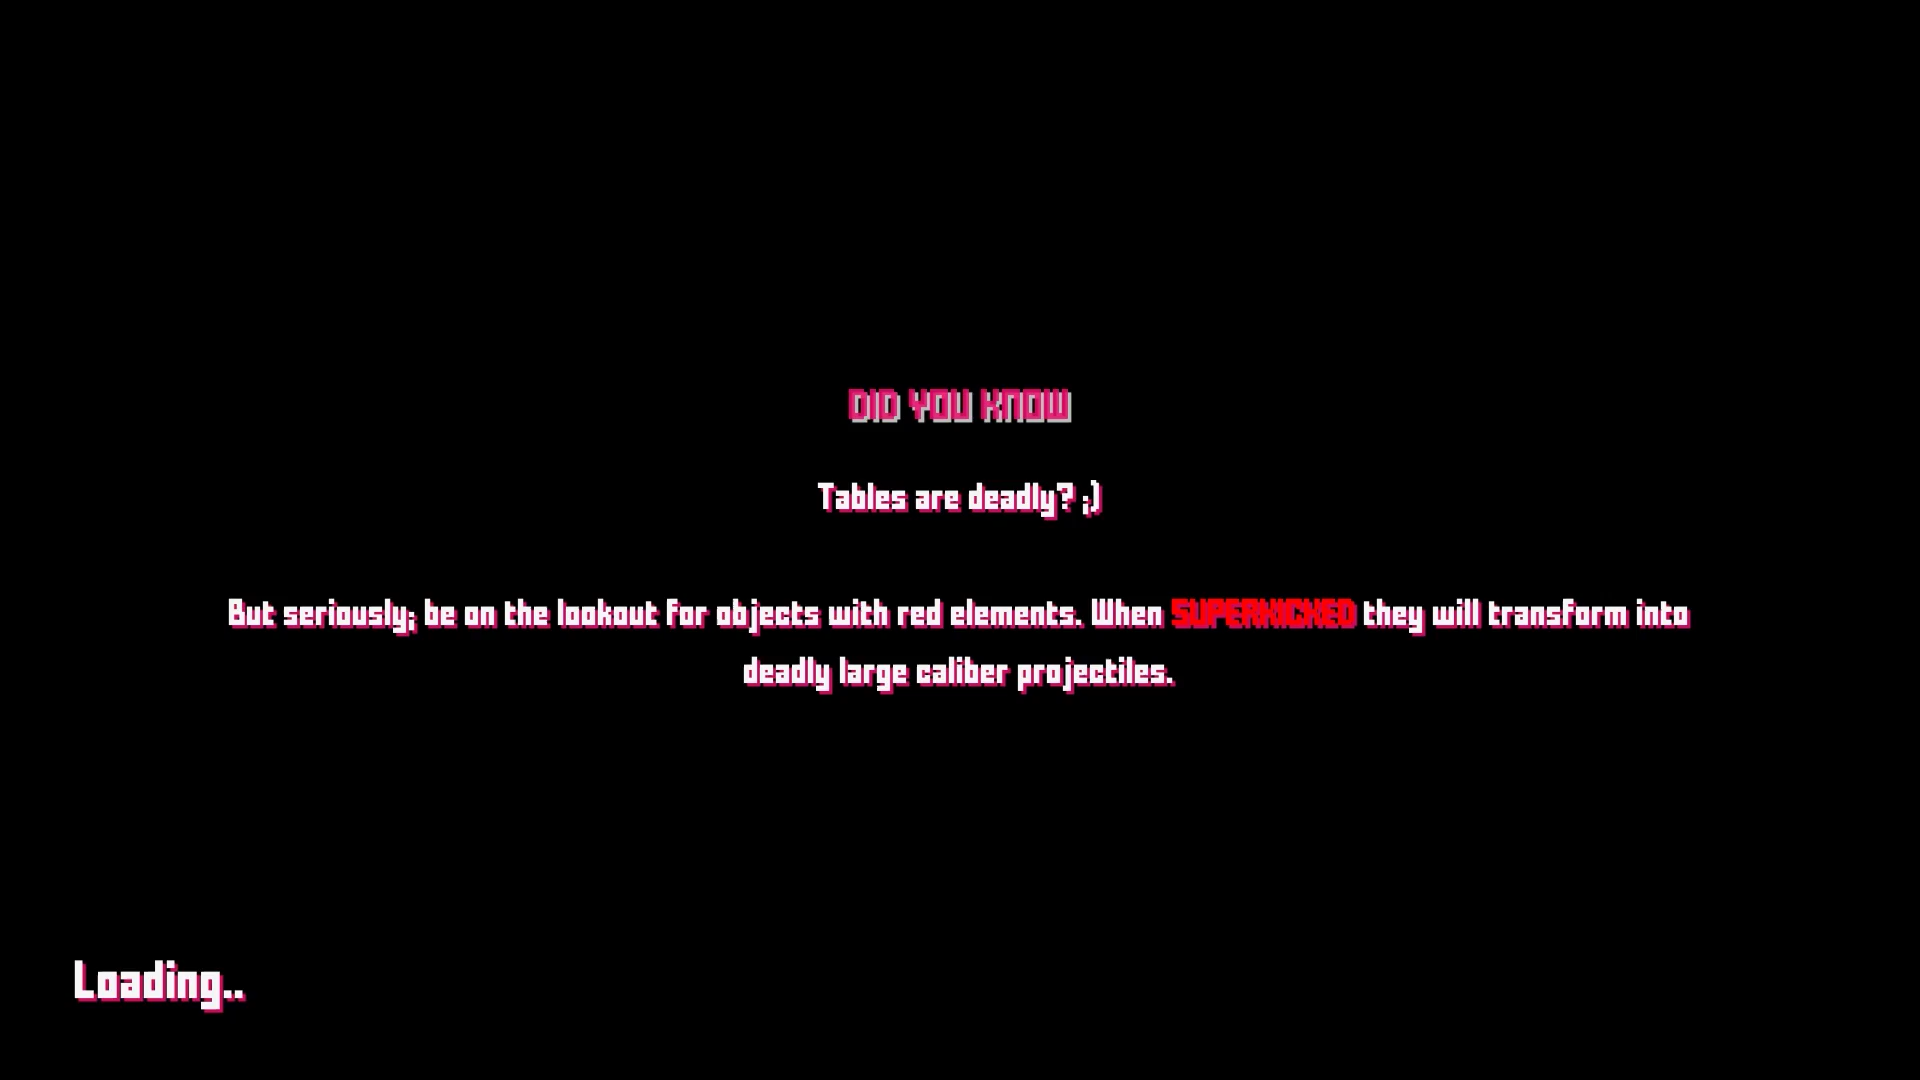 DID YOU KNOW
Tables are deadly? ;)
But seriously; be on the lookout for objects with red elements. When SUPERKICKED they will transform into
deadly large caliber projectiles.
Loading..